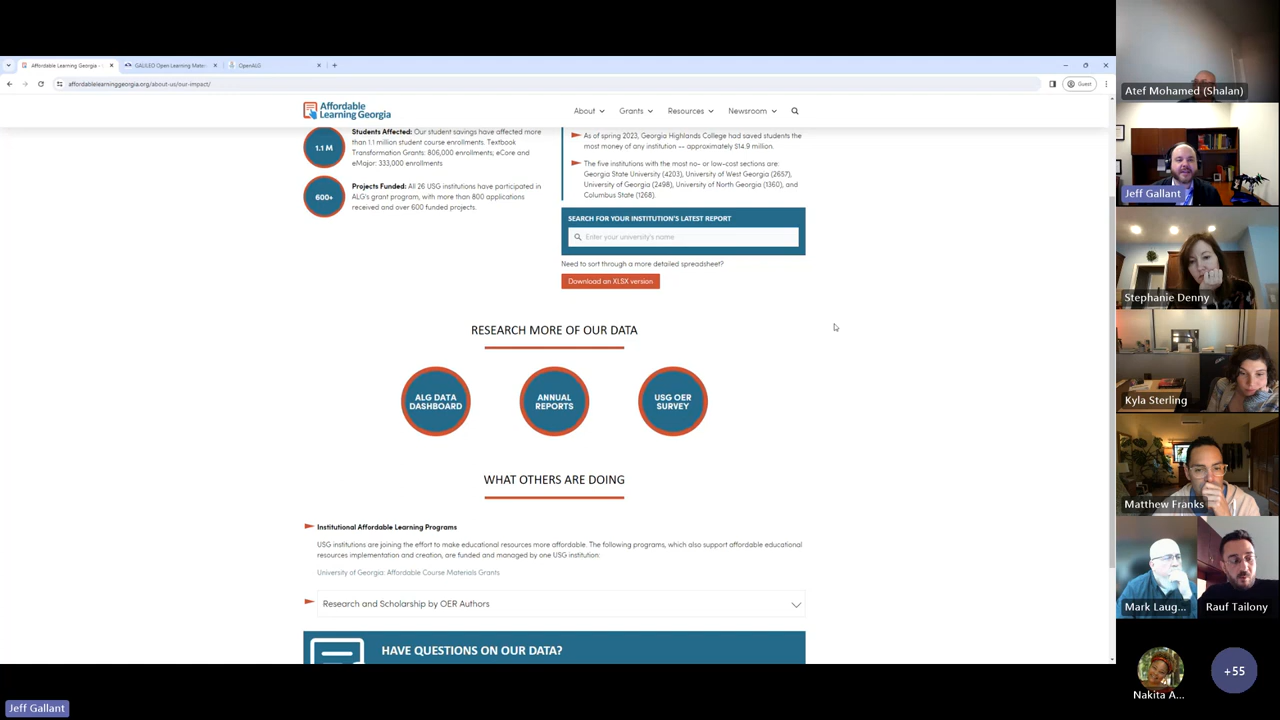 Affordable Learning Georgia -
GALILEO Open Learning Mater
OpenALG
affordablelearninggeorgia.org/about-us/our-impact/
Guest
Affordable
Learning Georgia
About
Grants
Resources
Newsroom
1.1 M
Students Affected: Our student savings have affected more
than 1.1 million student course enrollments. Textbook
Transformation Grants: 806,000 enrollments; eCore and
eMajor: 333,000 enrollments
600+
Projects Funded: All 26 USG institutions have participated in
ALG's grant program, with more than 800 applications
received and over 600 funded projects.
As of spring 2023, Georgia Highlands College had saved students the
most money of any institution -- approximately $14.9 million.
The five institutions with the most no- or low-cost sections are:
Georgia State University (4203), University of West Georgia (2657),
University of Georgia (2498), University of North Georgia (1360), and
Columbus State (1268).
SEARCH FOR YOUR INSTITUTION'S LATEST REPORT
Enter your university's name
Need to sort through a more detailed spreadsheet?
Download an XLSX version
RESEARCH MORE OF OUR DATA
ALG DATA
DASHBOARD
ANNUAL
REPORTS
USG OER
SURVEY
WHAT OTHERS ARE DOING
Institutional Affordable Learning Programs
USG institutions are joining the effort to make educational resources more affordable. The following programs, which also support affordable educational
resources implementation and creation, are funded and managed by one USG institution:
University of Georgia: Affordable Course Materials Grants
Research and Scholarship by OER Authors
HAVE QUESTIONS ON OUR DATA?
Atef Mohamed (Shalan)
Jeff Gallant
Stephanie Denny
Kyla Sterling
Matthew Franks
Mark Laug...
Rauf Tailony
Nakita A...
+55
Jeff Gallant